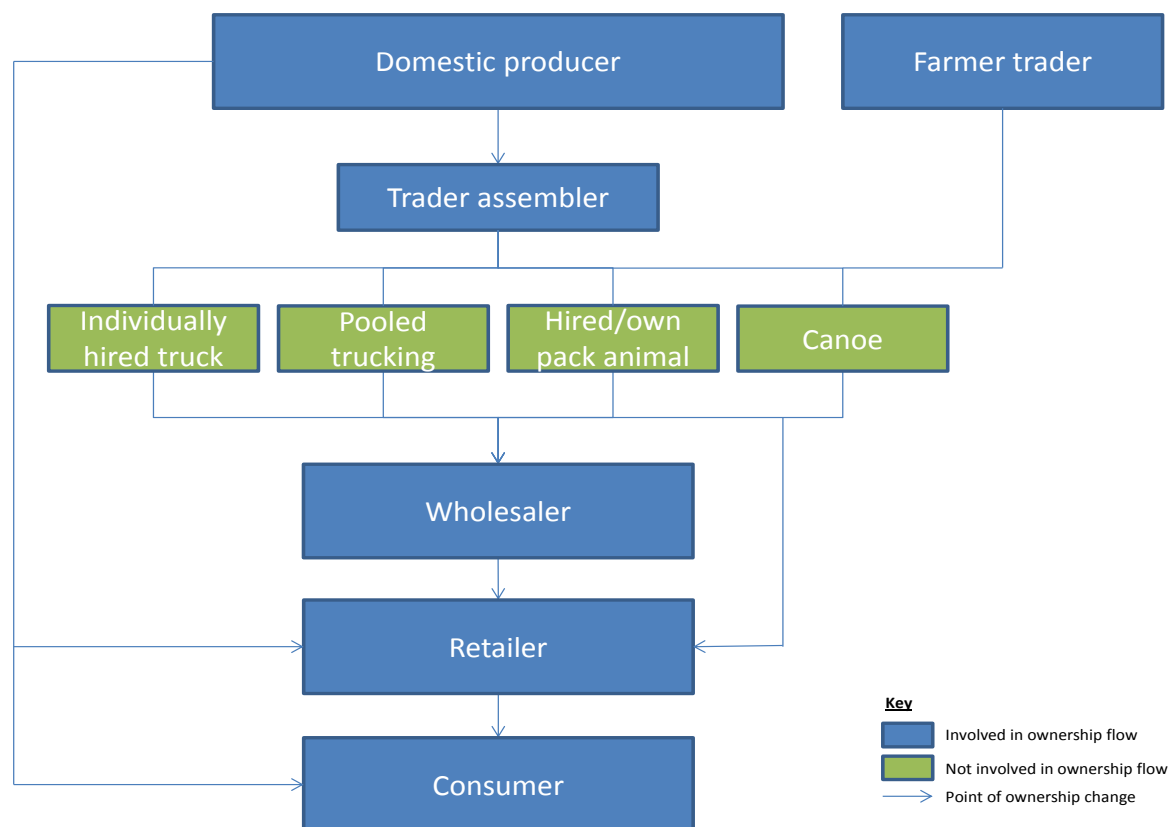 Domestic producer
Farmer trader
Trader assembler
Individually
hired truck
Pooled
trucking
Hired/own
pack animal
Canoe
Wholesaler
Retailer
Consumer
Key
Involved in ownership flow
Not involved in ownership flow
Point of ownership change